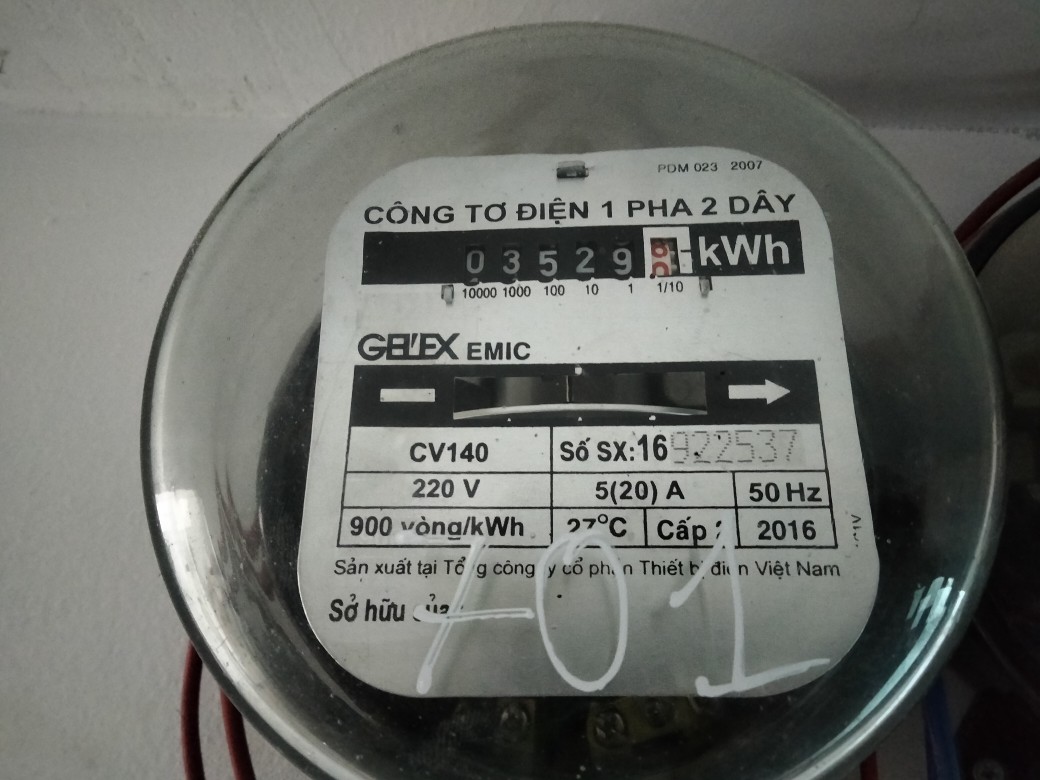 PDM 023 2007
CÔNG TƠ ĐIỆN 1 PHA 2 DÂY
0 3 5 2 9 kWh
10000 1000 100 10 1 1/10
GELEX EMIC
CV140 Số SX:16922537
220 V 5(20) A 50 Hz
900 vòng/kWh 27°C Cấp 2016
Sản xuất tại Tổng công ty cổ phần Thiết bị điện Việt Nam
Sở hữu của
701